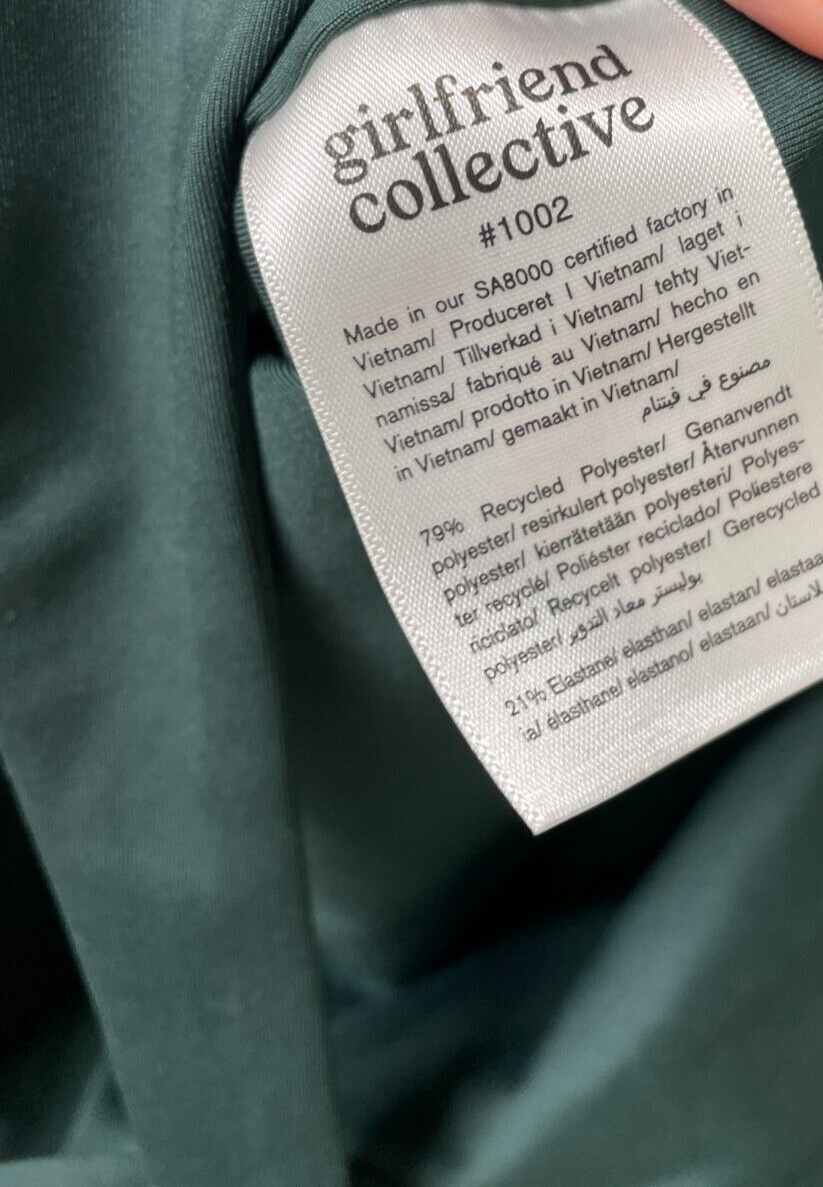 girlfriend
collective
#1002
Made in our SA8000 certified factory in
Vietnam/ Produceret I Vietnam/ laget i
Vietnam/ Tillverkad i Vietnam/ tehty Viet-
namissa/ fabriqué au Vietnam/ hecho en
Vietnam/ prodotto in Vietnam/ Hergestellt
in Vietnam/ gemaakt in Vietnam/
مصنوع في فيتنام
79% Recycled Polyester/ Genanvendt
polyester/ resirkulert polyester/ Återvunnen
polyester/ kierrätetään polyesteri/ Polyes-
ter recyclé/ Poliéster reciclado/ Poliestere
riciclato/ Recycelt polyester/ Gerecycled
polyester/ بوليستر معاد التدوير
21% Elastane/ elasthan/ elastan/ elastaa
ia/ élasthane/ elastano/ elastaan/